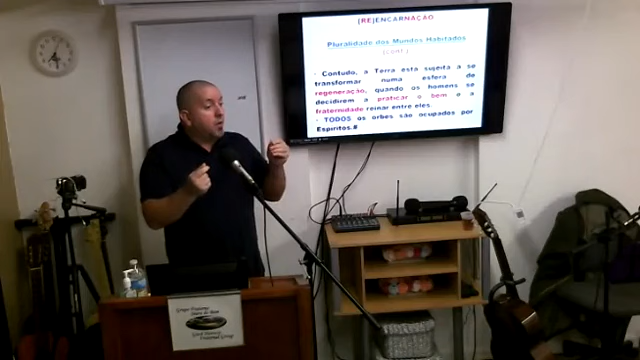 [RE]ENCARNAÇÃO
Pluralidade dos Mundos Habitados
(cont.)
- Contudo, a Terra está sujeita a se
transformar numa esfera de
regeneração, quando os homens se
decidirem a praticar o bem e a
fraternidade reinar entre eles.
- TODOS os orbes são ocupados por
Espíritos.#